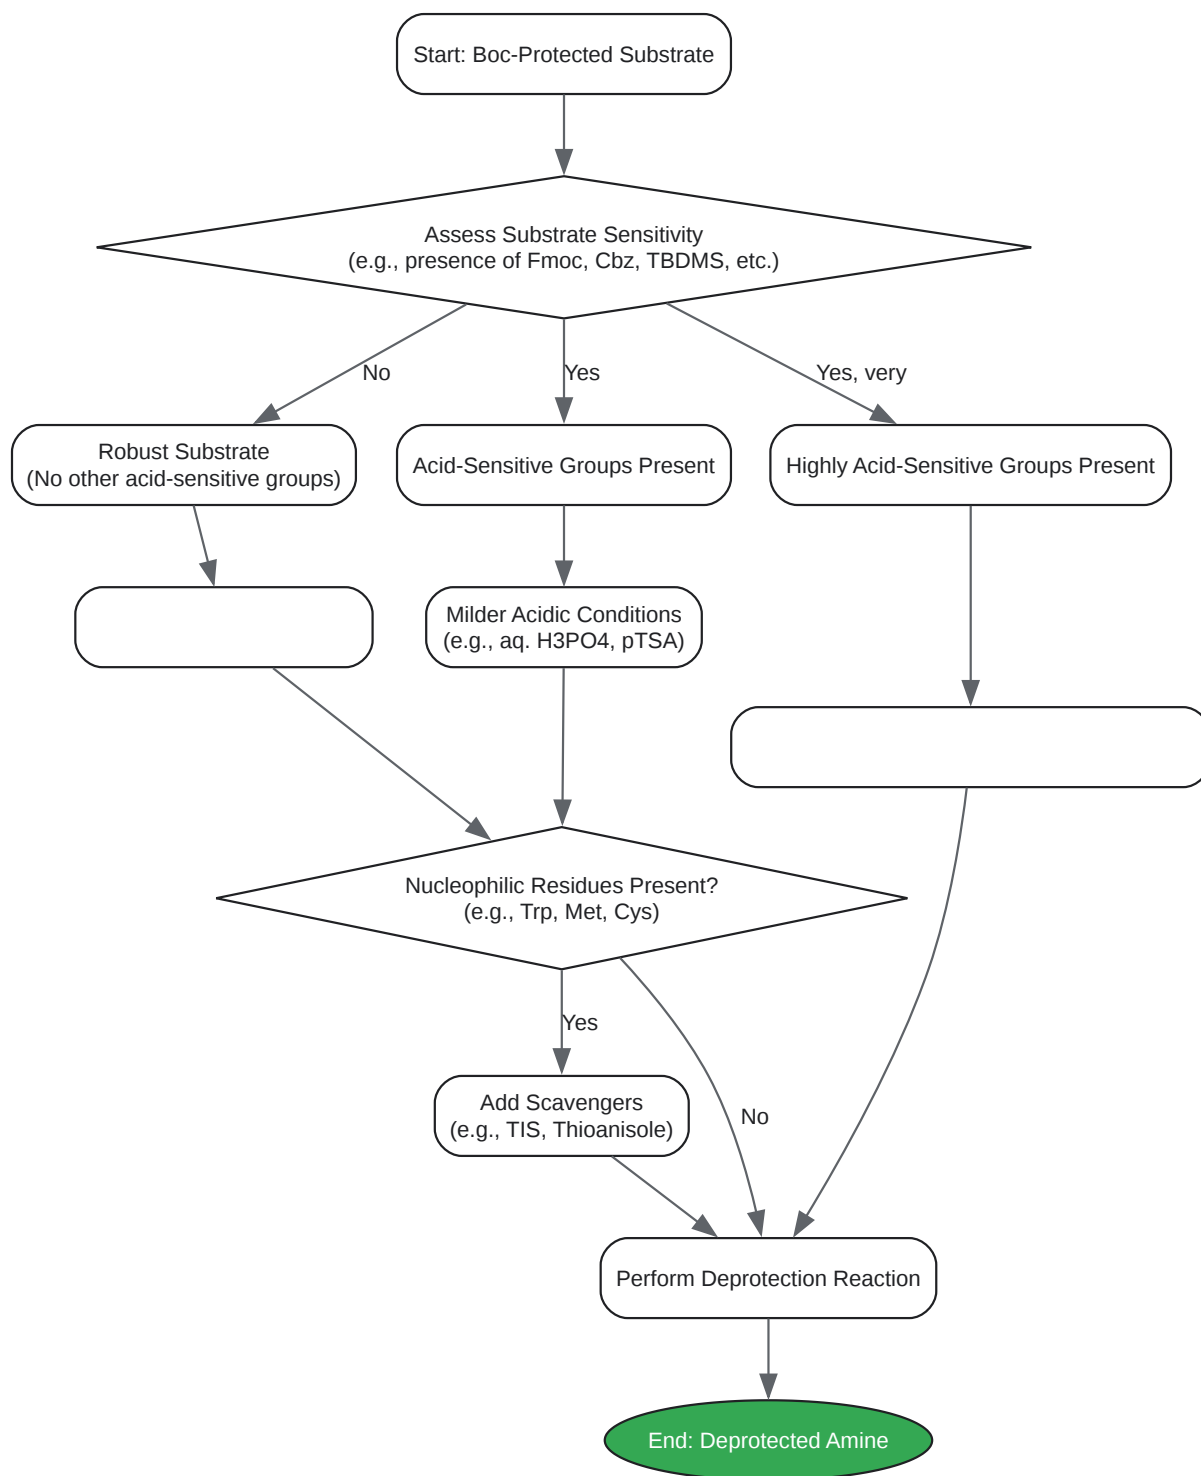 Start: Boc-Protected Substrate
Assess Substrate Sensitivity
(e.g., presence of Fmoc, Cbz, TBDMS, etc.)
No
Yes
Yes, very
Robust Substrate
(No other acid-sensitive groups)
Acid-Sensitive Groups Present
Highly Acid-Sensitive Groups Present
Milder Acidic Conditions
(e.g., aq. H3PO4, pTSA)
Nucleophilic Residues Present?
(e.g., Trp, Met, Cys)
Yes
Add Scavengers
(e.g., TIS, Thioanisole)
No
Perform Deprotection Reaction
End: Deprotected Amine